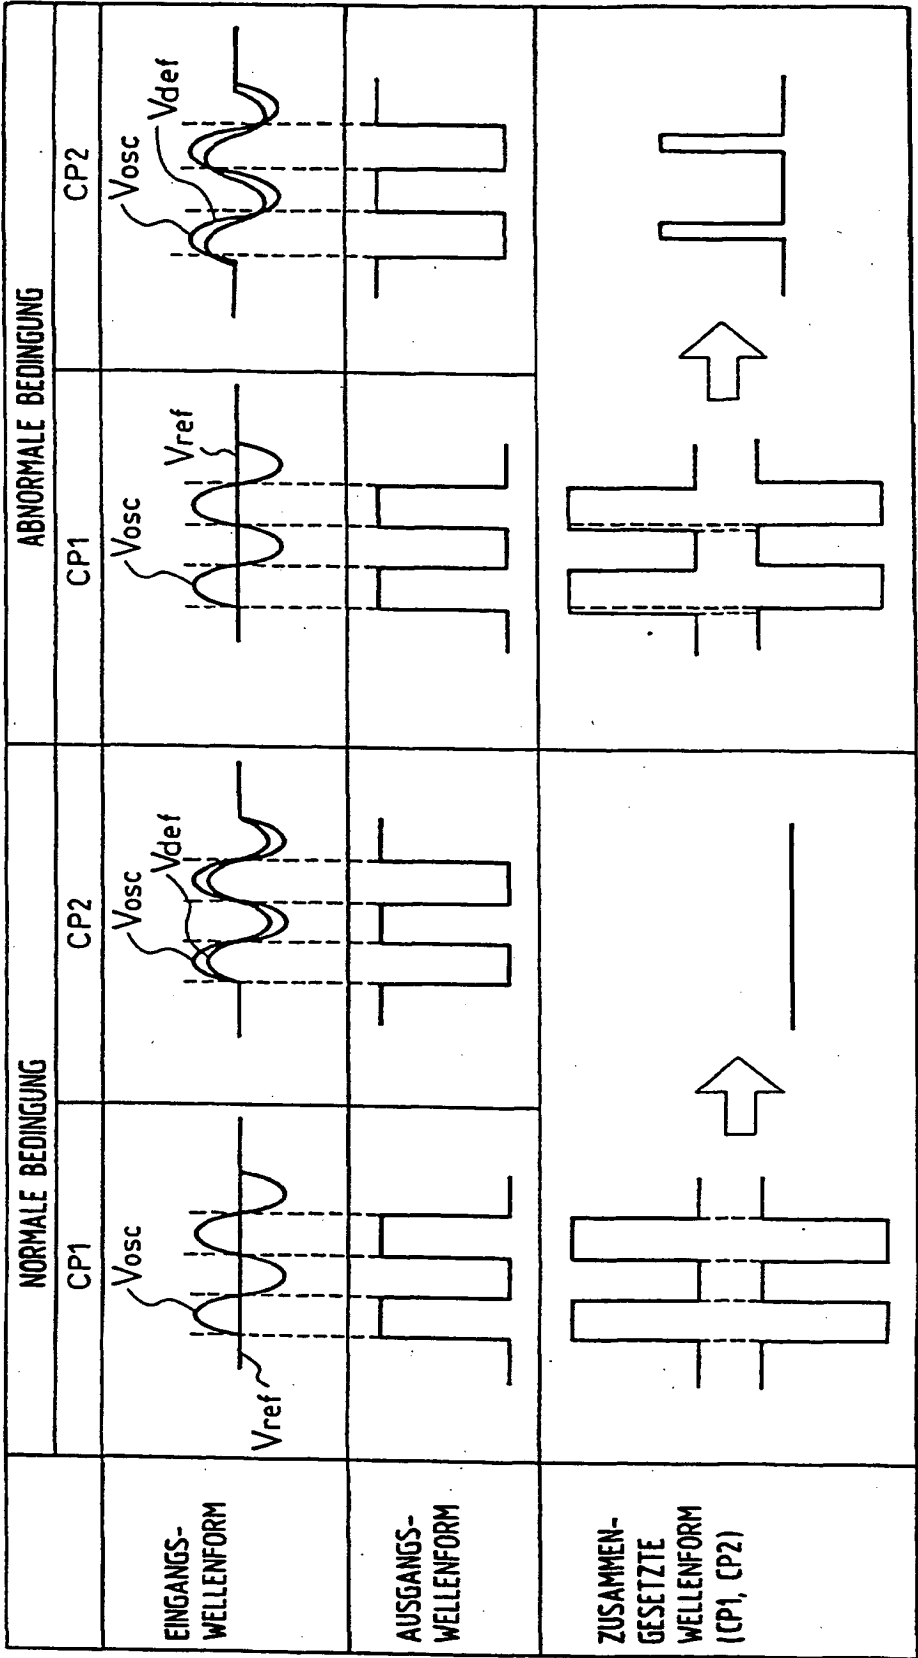 NORMALE BEDINGUNG
ABNORMALE BEDINGUNG
CP1
CP2
CP1
CP2
EINGANGS-
WELLENFORM
Vosc
Vref
Vosc
Vdef
Vosc
Vref
Vosc
Vdef
AUSGANGS-
WELLENFORM
ZUSAMMEN-
GESETZTE
WELLENFORM
(CP1, CP2)